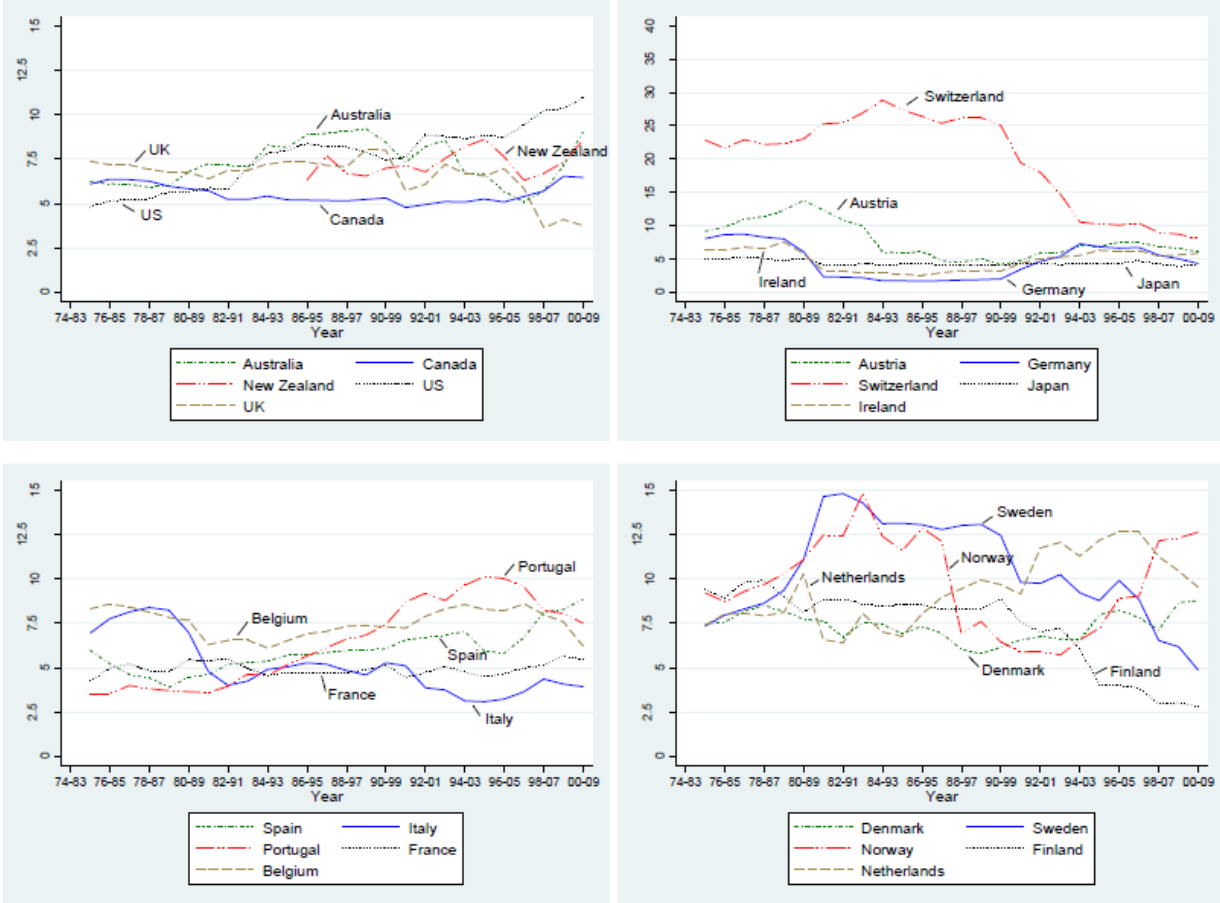 15
12.5
10
7.5
5
2.5
0
Australia
UK
New Zealand
US
Canada
74-83 76-85 78-87 80-89 82-91 84-93 86-95 88-97 90-99 92-01 94-03 96-05 98-07 00-09
Year
Australia Canada
New Zealand US
UK
40
35
30
25
20
15
10
5
0
Switzerland
Austria
Ireland
Germany
Japan
74-83 76-85 78-87 80-89 82-91 84-93 86-95 88-97 90-99 92-01 94-03 96-05 98-07 00-09
Year
Austria Germany
Switzerland Japan
Ireland
15
12.5
10
7.5
5
2.5
0
Portugal
Belgium
Spain
France
Italy
74-83 76-85 78-87 80-89 82-91 84-93 86-95 88-97 90-99 92-01 94-03 96-05 98-07 00-09
Year
Spain Italy
Portugal France
Belgium
15
12.5
10
7.5
5
2.5
0
Sweden
Norway
Netherlands
Denmark
Finland
74-83 76-85 78-87 80-89 82-91 84-93 86-95 88-97 90-99 92-01 94-03 96-05 98-07 00-09
Year
Denmark Sweden
Norway Finland
Netherlands